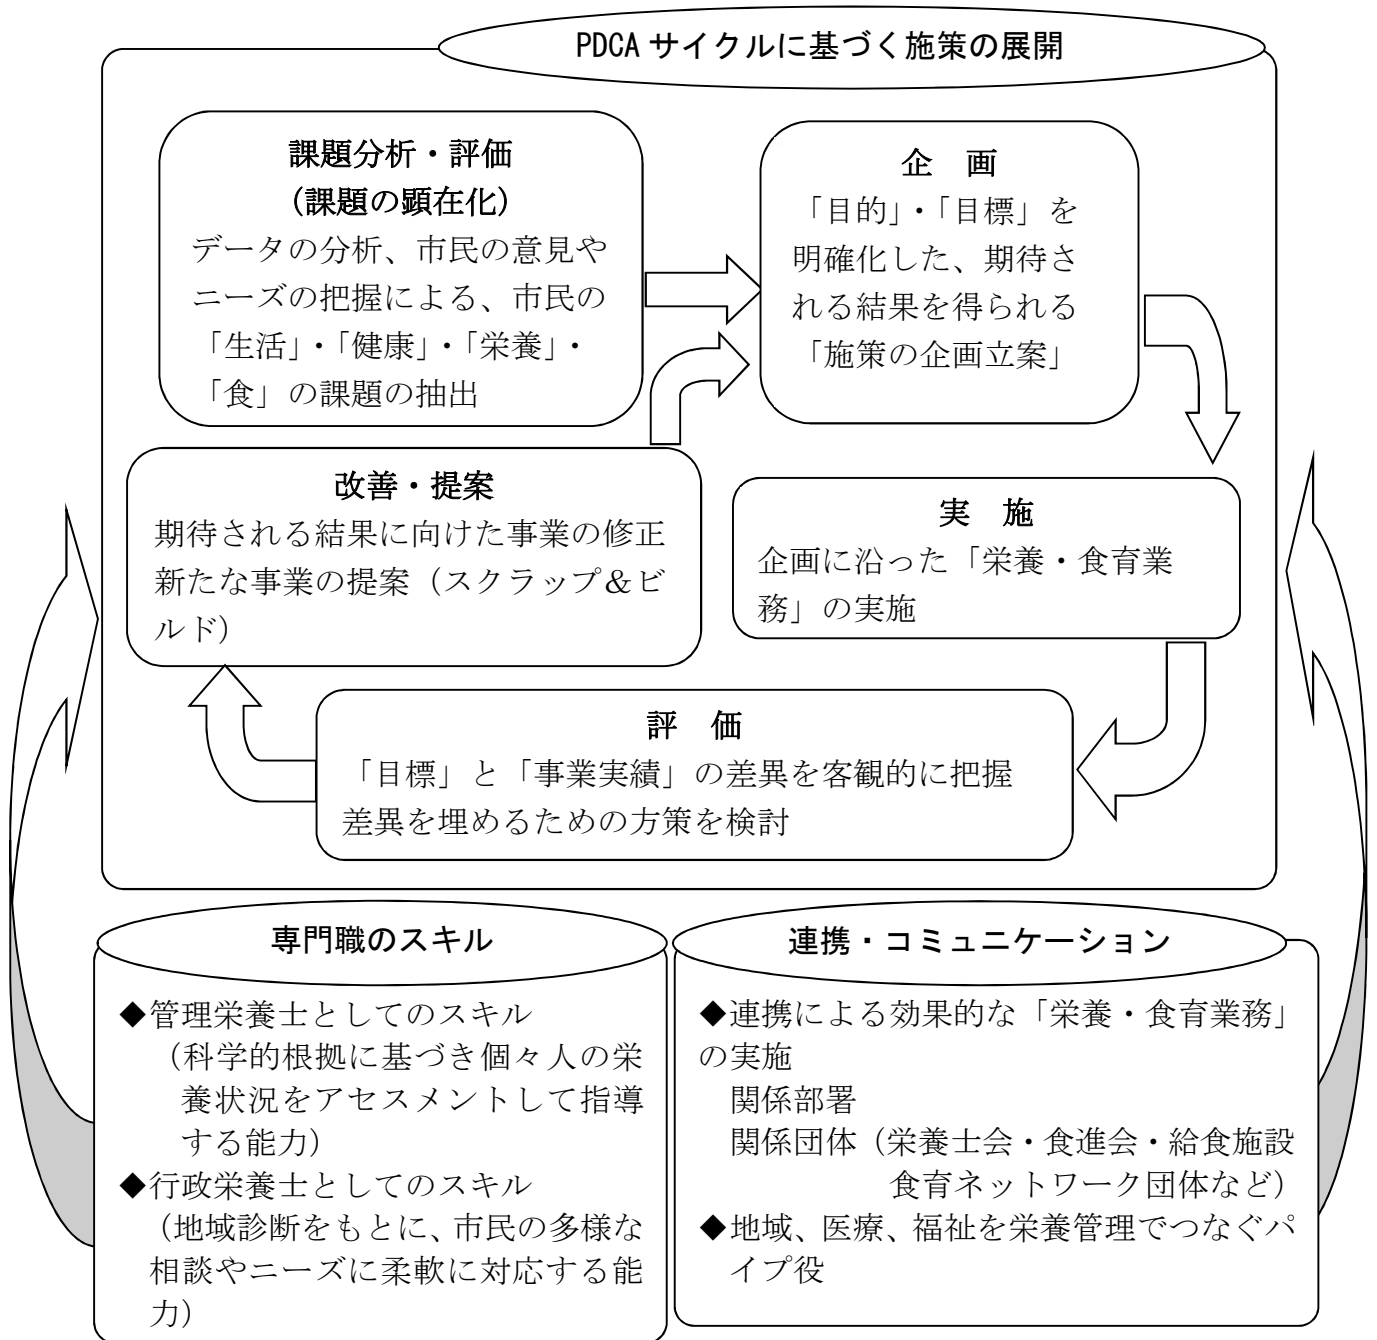 PDCAサイクルに基づく施策の展開
課題分析・評価
（課題の顕在化）
データの分析、市民の意見や
ニーズの把握による、市民の
「生活」・「健康」・「栄養」・
「食」の課題の抽出
企　画
「目的」・「目標」を
明確化した、期待さ
れる結果を得られる
「施策の企画立案」
改善・提案
期待される結果に向けた事業の修正
新たな事業の提案（スクラップ＆ビ
ルド）
実　施
企画に沿った「栄養・食育業
務」の実施
評　価
「目標」と「事業実績」の差異を客観的に把握
差異を埋めるための方策を検討
専門職のスキル
◆管理栄養士としてのスキル
（科学的根拠に基づき個々人の栄
養状況をアセスメントして指導
する能力）
◆行政栄養士としてのスキル
（地域診断をもとに、市民の多様な
相談やニーズに柔軟に対応する能
力）
連携・コミュニケーション
◆連携による効果的な「栄養・食育業務」
の実施
関係部署
関係団体（栄養士会・食進会・給食施設
食育ネットワーク団体など）
◆地域、医療、福祉を栄養管理でつなぐパ
イプ役